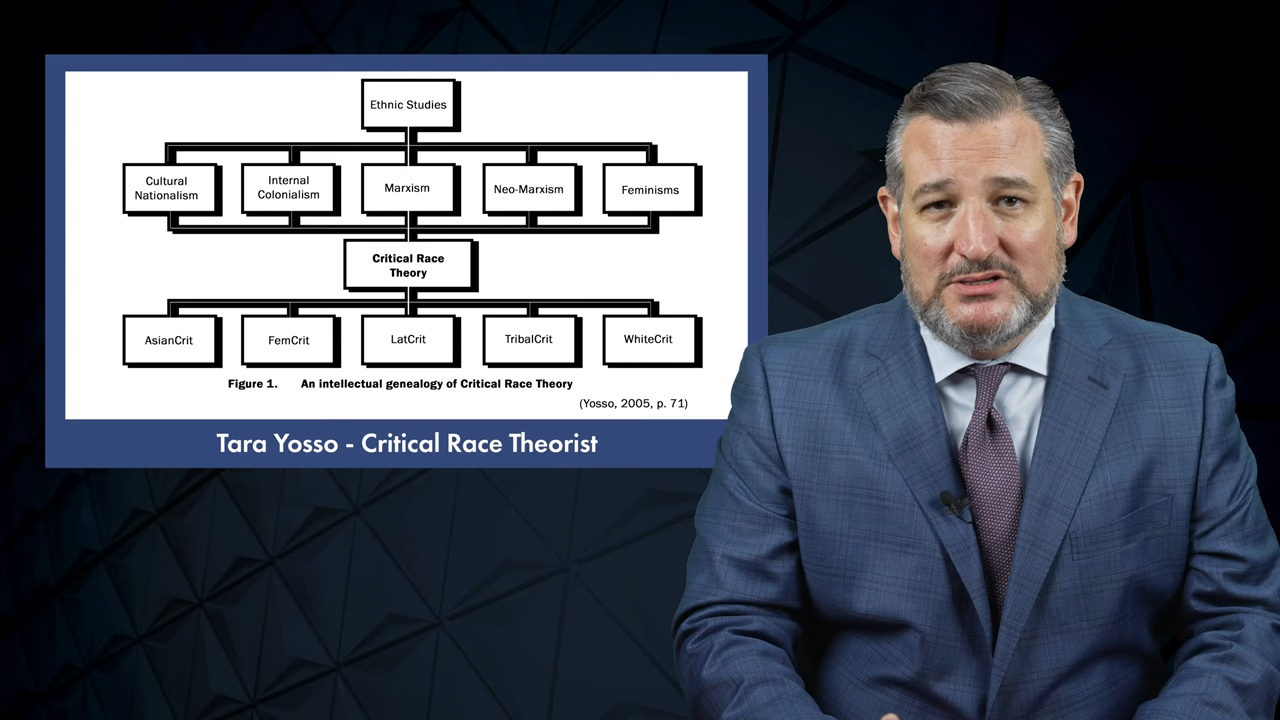 Ethnic Studies
Cultural
Nationalism
Internal
Colonialism
Marxism
Neo-Marxism
Feminisms
Critical Race
Theory
AsianCrit
FemCrit
LatCrit
TribalCrit
WhiteCrit
Figure 1. An intellectual genealogy of Critical Race Theory
(Yosso, 2005, p. 71)
Tara Yosso - Critical Race Theorist